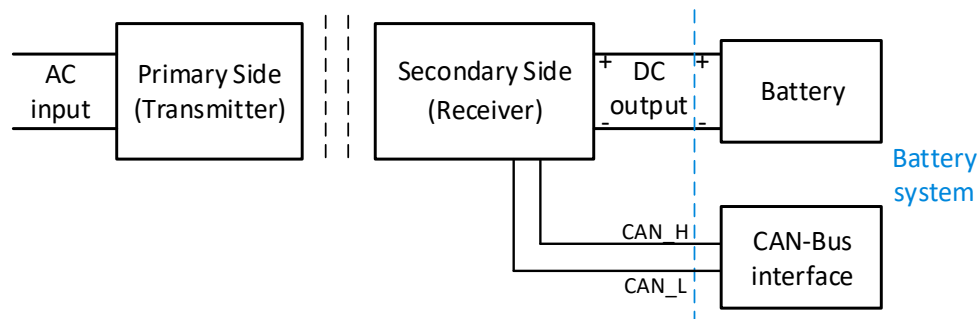 AC
input
Primary Side
(Transmitter)
Secondary Side
(Receiver)
+
DC
output
-
+
-
Battery
Battery
system
CAN_H
CAN_L
CAN-Bus
interface